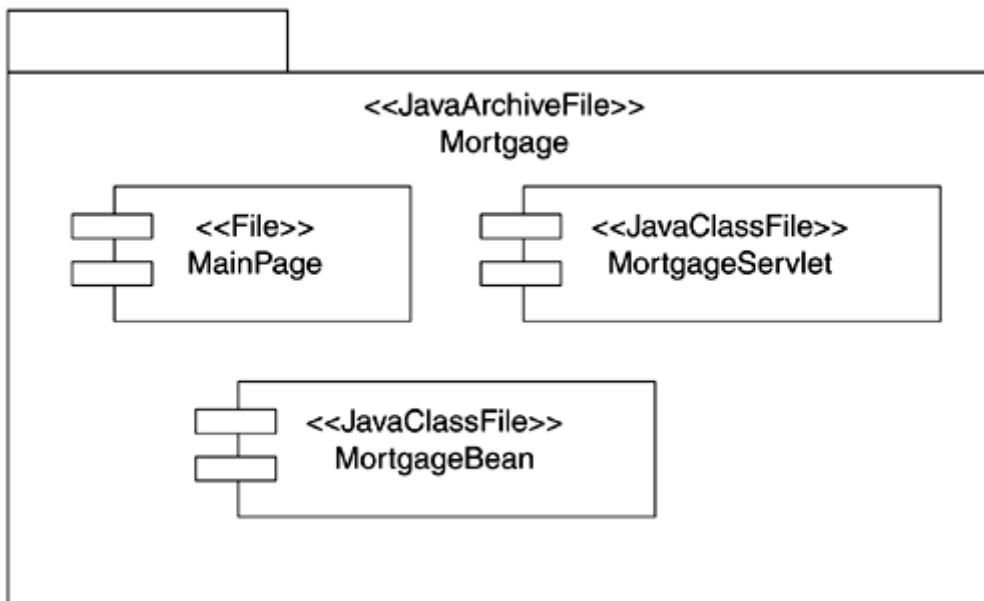 <<JavaArchiveFile>>
Mortgage
<<File>>
MainPage
<<JavaClassFile>>
MortgageServlet
<<JavaClassFile>>
MortgageBean